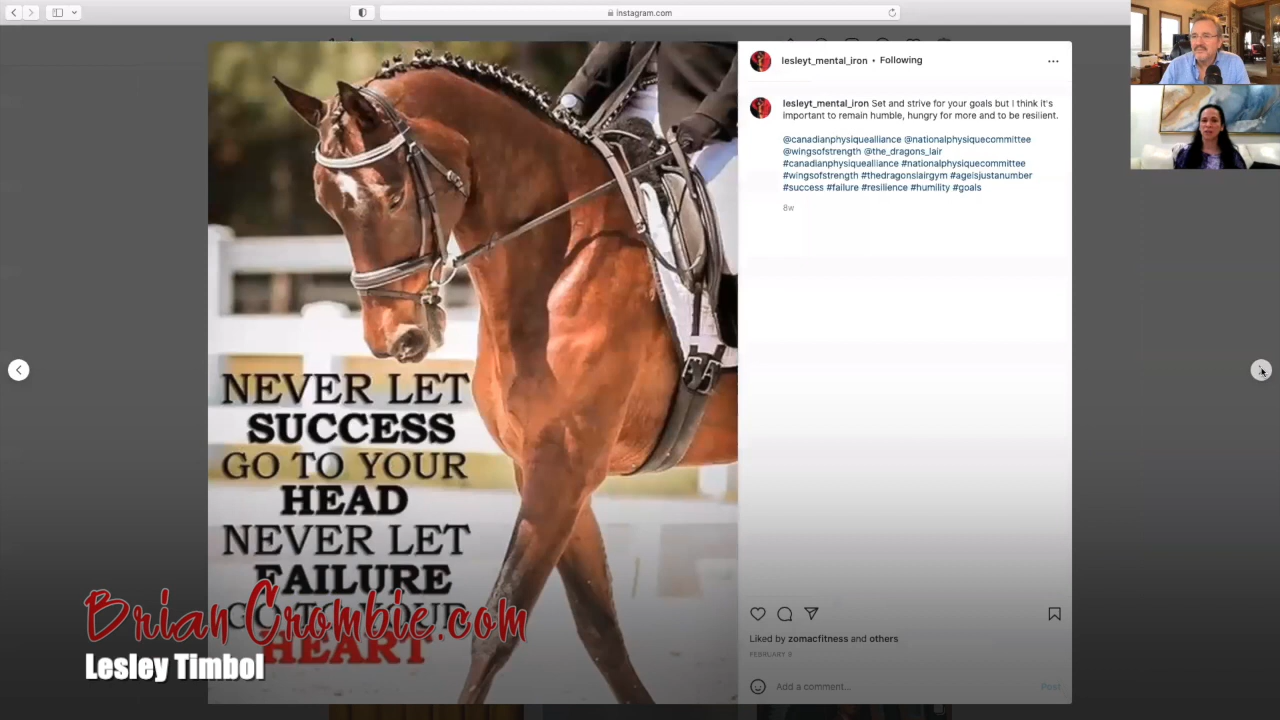 instagram.com
lesleyt_mental_iron • Following
lesleyt_mental_iron Set and strive for your goals but I think it's
important to remain humble, hungry for more and to be resilient.
@canadianphysiquealliance @nationalphysiquecommittee
@wingsofstrength @the_dragons_lair
#canadianphysiquealliance #nationalphysiquecommittee
#wingsofstrength #thedragonslairgym #ageisjustanumber
#success #failure #resilience #humility #goals
8w
NEVER LET
SUCCESS
GO TO YOUR
HEAD
NEVER LET
FAILURE
GO TO YOUR
HEART
BrianCrombie.com
Lesley Timbol
Liked by zomacfitness and others
FEBRUARY 8
Add a comment...
Post